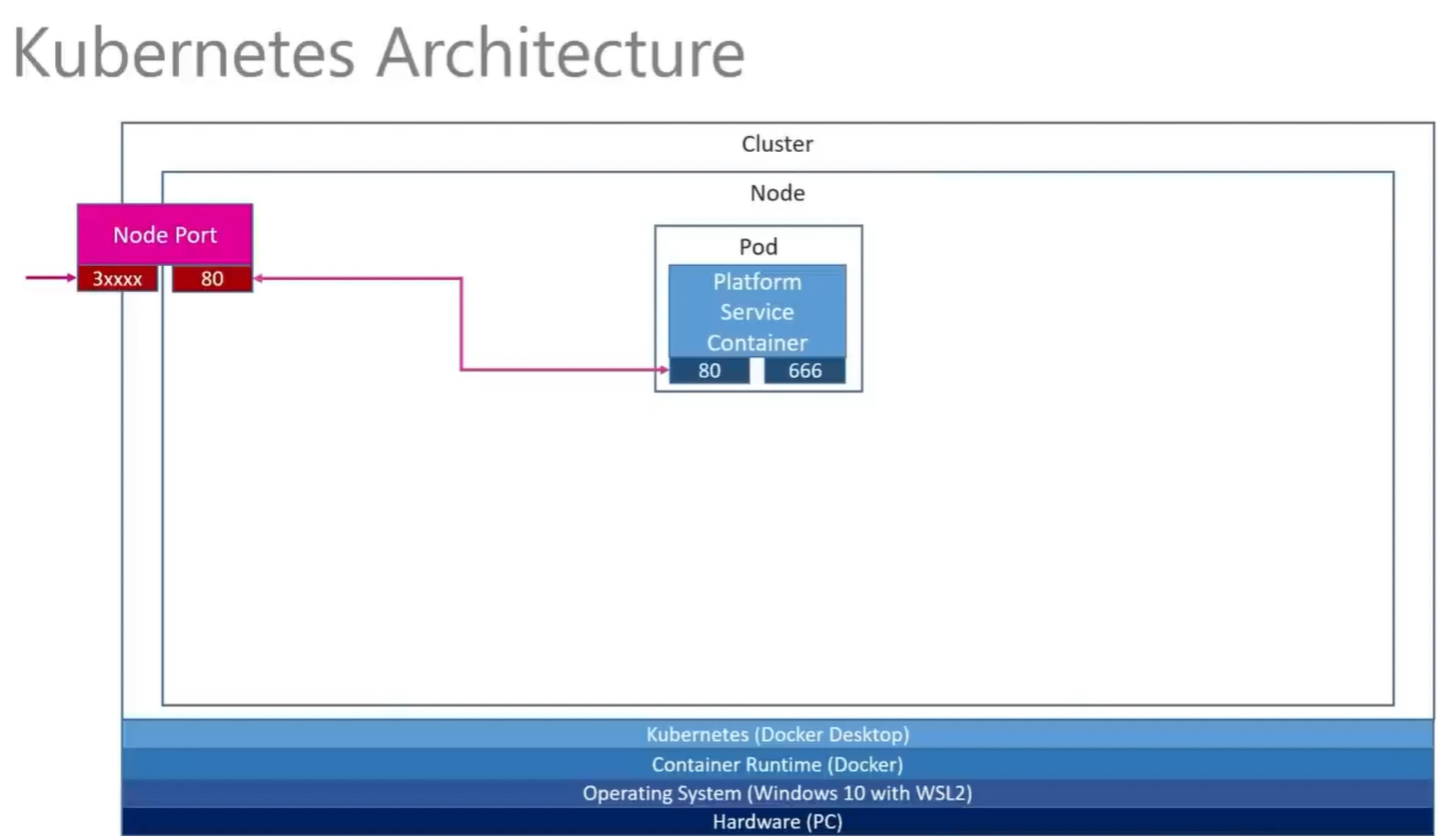 Kubernetes Architecture
Cluster
Node
Node Port
3xxxx
80
Pod
Platform
Service
Container
80
666
Kubernetes (Docker Desktop)
Container Runtime (Docker)
Operating System (Windows 10 with WSL2)
Hardware (PC)